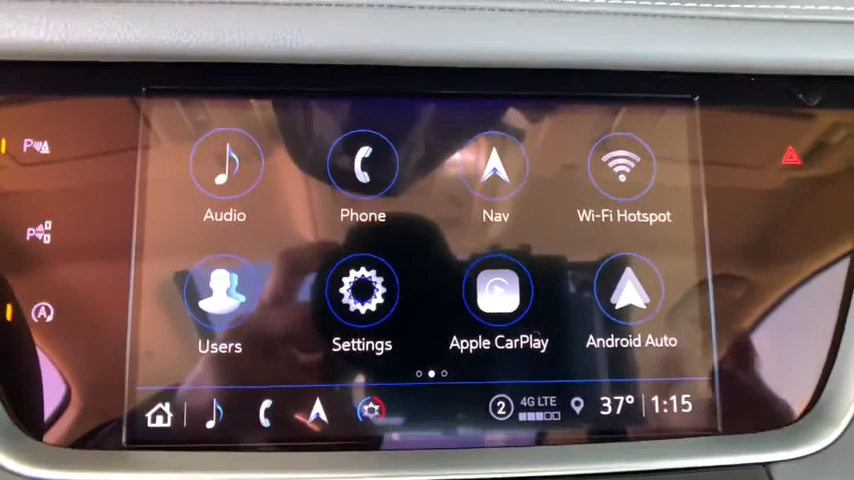 Audio Phone Nav Wi-Fi HotSpot
Users Settings Apple CarPlay Android Auto
2 4G LTE 37° 1:15